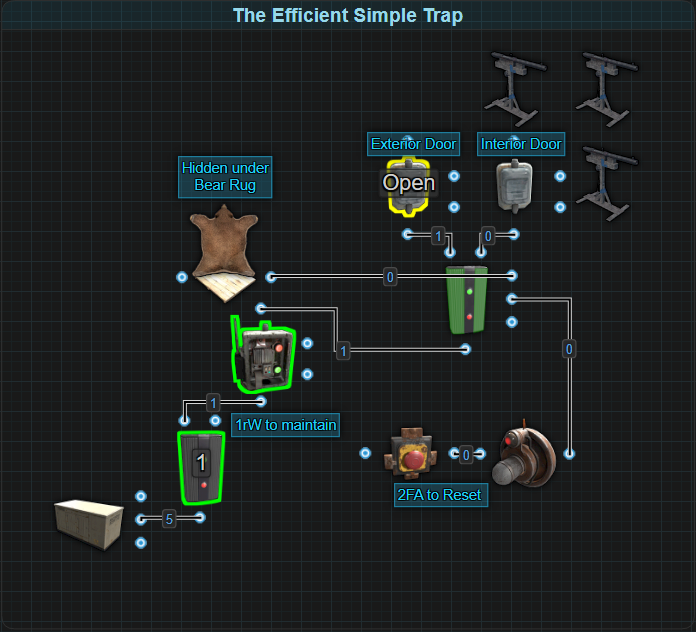 The Efficient Simple Trap
Exterior Door
Interior Door
Hidden under
Bear Rug
Open
1
0
0
1
0
1
1rW to maintain
1
0
2FA to Reset
5